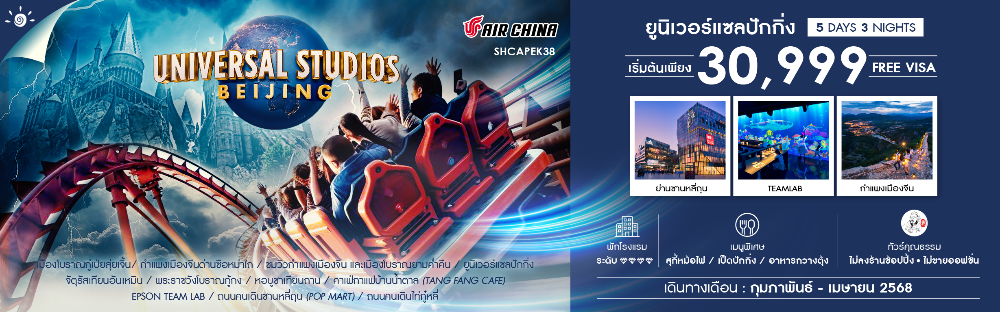 UNIVERSAL STUDIOS
BEIJING
AIR CHINA
SHCAPEK38
เมืองโบราณกู๋เป่ยสุ่ยเจิ้น/ กำแพงเมืองจีนด่านซือหม่าไถ / ชมวิวกำแพงเมืองจีน และเมืองโบราณยามค่ำคืน / ยูนิเวอร์แซลปักกิ่ง
จัตุรัสเทียนอันเหมิน / พระราชวังโบราณกู้กง / หอบูชาเทียนถาน / คาเฟ่กาแฟบ้านน้ำตาล (TANG FANG CAFE)
EPSON TEAM LAB / ถนนคนเดินซานหลี่ถุน (POP MART) / ถนนคนเดินไท่กู๋หลี่
ยูนิเวอร์แซลปักกิ่ง 5 DAYS 3 NIGHTS
เริ่มต้นเพียง 30,999 FREE VISA
太古里
TAI
KOO
LI
adidas
UNI
QLO
ย่านซานหลี่ถุน
TEAMLAB
กำแพงเมืองจีน
พักโรงแรม
ระดับ
เมนูพิเศษ
สุกี้หม้อไฟ / เป็ดปักกิ่ง / อาหารกวางตุ้ง
ทัวร์คุณธรรม
ไม่ลงร้านช้อปปิ้ง • ไม่ขายออฟชั่น
เดินทางเดือน : กุมภาพันธ์ - เมษายน 2568